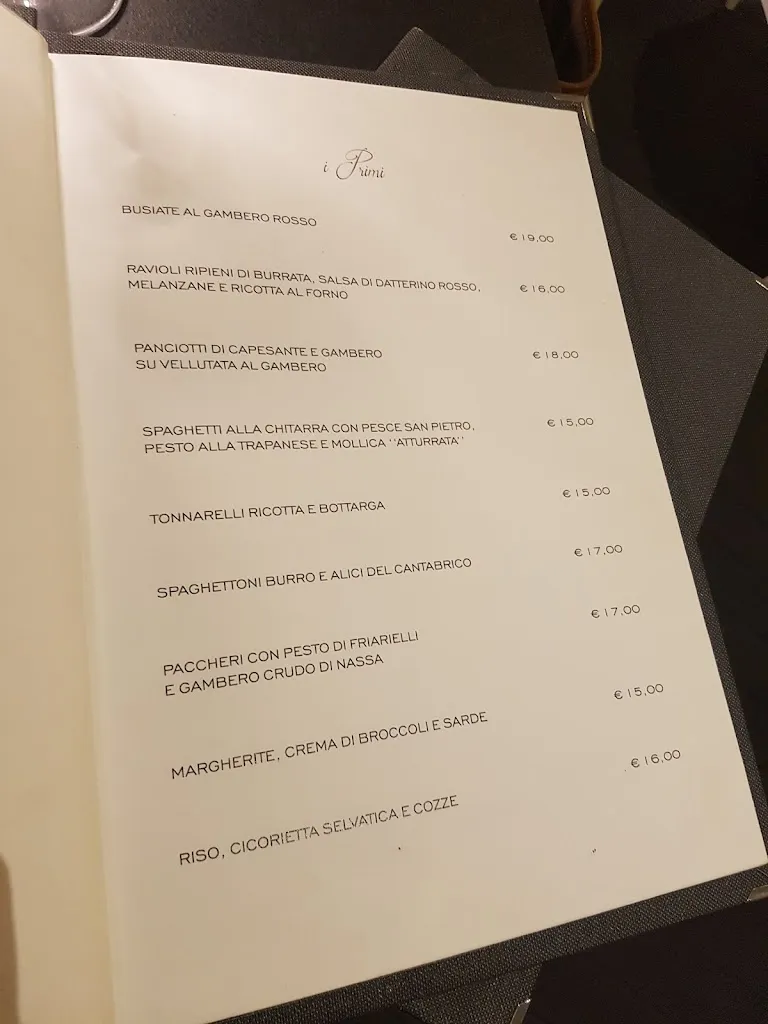 i Primi
BUSIATE AL GAMBERO ROSSO
€ 19,00
RAVIOLI RIPIENI DI BURRATA, SALSA DI DATTERINO ROSSO,
MELANZANE E RICOTTA AL FORNO
€ 16,00
PANCIOTTI DI CAPESANTE E GAMBERO
SU VELLUTATA AL GAMBERO
€ 18,00
SPAGHETTI ALLA CHITARRA CON PESCE SAN PIETRO,
PESTO ALLA TRAPANESE E MOLLICA ''ATTURRATA''
€ 15,00
TONNARELLI RICOTTA E BOTTARGA
€ 15,00
SPAGHETTONI BURRO E ALICI DEL CANTABRICO
€ 17,00
PACCHERI CON PESTO DI FRIARIELLI
E GAMBERO CRUDO DI NASSA
€ 17,00
MARGHERITE, CREMA DI BROCCOLI E SARDE
€ 15,00
RISO, CICORIETTA SELVATICA E COZZE
€ 16,00